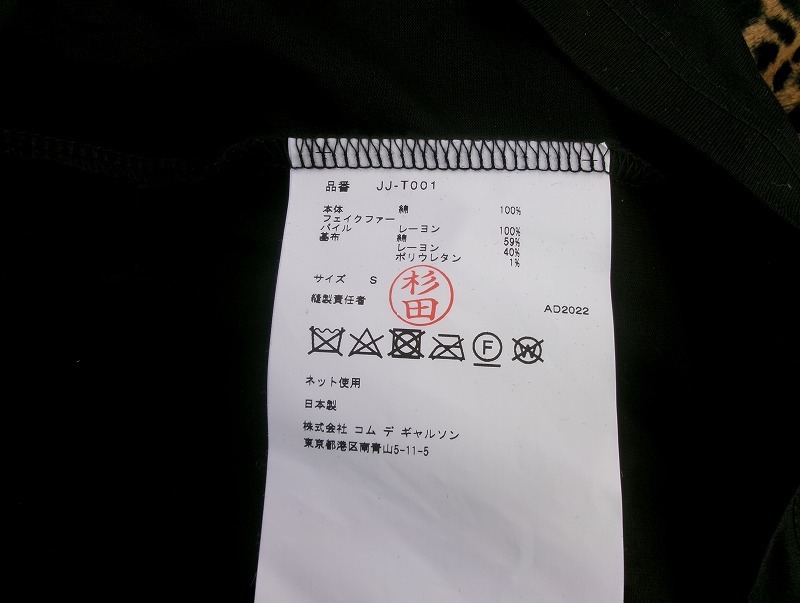 品番 JJ-T001
本体 綿 100%
フェイクファー
パイル レーヨン 100%
基布 綿 59%
レーヨン 40%
ポリウレタン 1%
サイズ S
縫製責任者 杉田
AD2022
F W
ネット使用
日本製
株式会社 コム デ ギャルソン
東京都港区南青山5-11-5